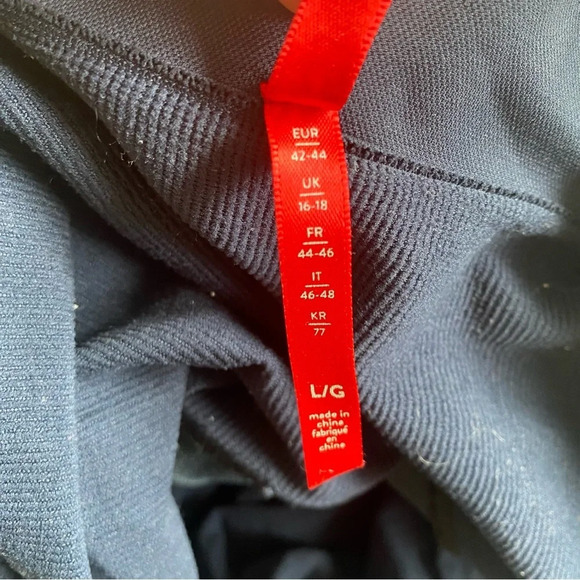 EUR
42-44
UK
16-18
FR
44-46
IT
46-48
KR
77
L/G
made in
china
fabriqué
en
chine